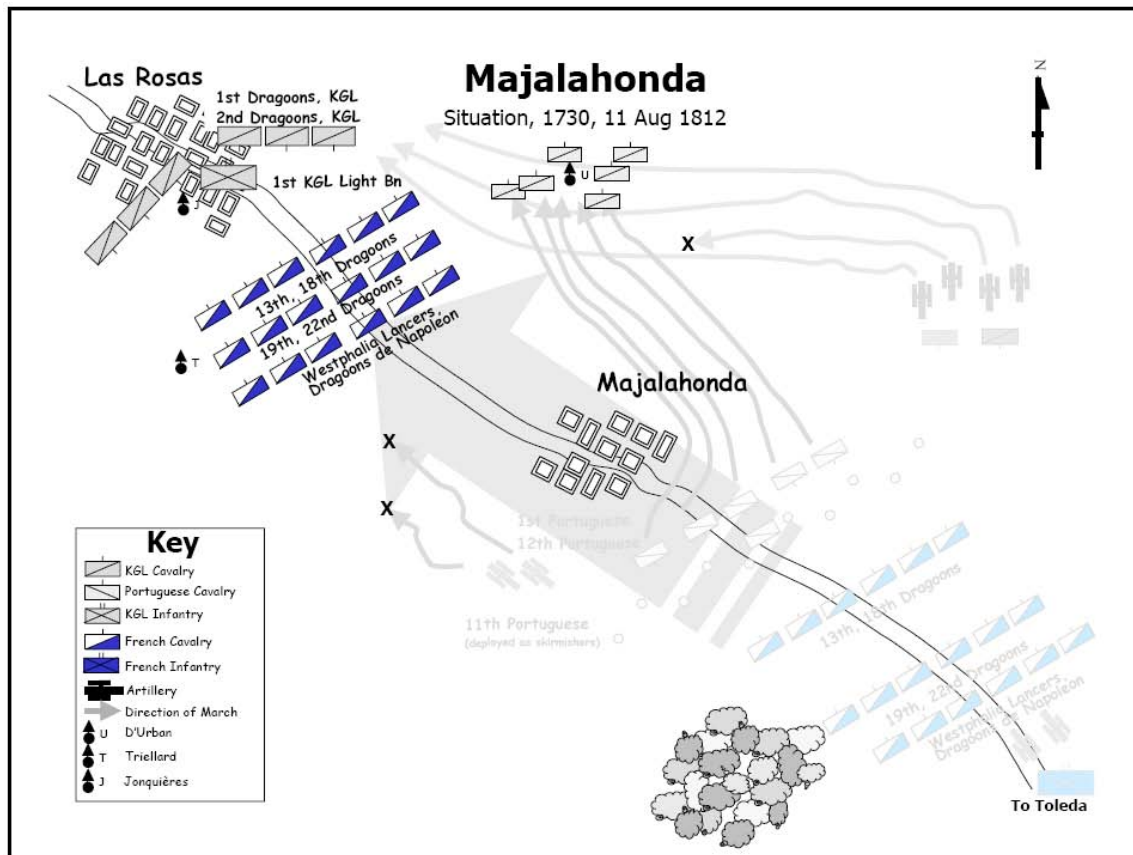 Majalahonda
Situation, 1730, 11 Aug 1812
N
Las Rosas
1st Dragoons, KGL
2nd Dragoons, KGL
1st KGL Light Bn
J
U
X
13th, 18th Dragoons
19th, 22nd Dragoons
Westphalia Lancers,
Dragoons de Napoleon
T
Majalahonda
X
X
1st Portuguese
12th Portuguese
11th Portuguese
(deployed as skirmishers)
13th, 18th Dragoons
19th, 22nd Dragoons
Westphalia Lancers,
Dragoons de Napoleon
To Toleda
Key
KGL Cavalry
Portuguese Cavalry
KGL Infantry
French Cavalry
French Infantry
Artillery
Direction of March
U D'Urban
T Triellard
J Jonquières